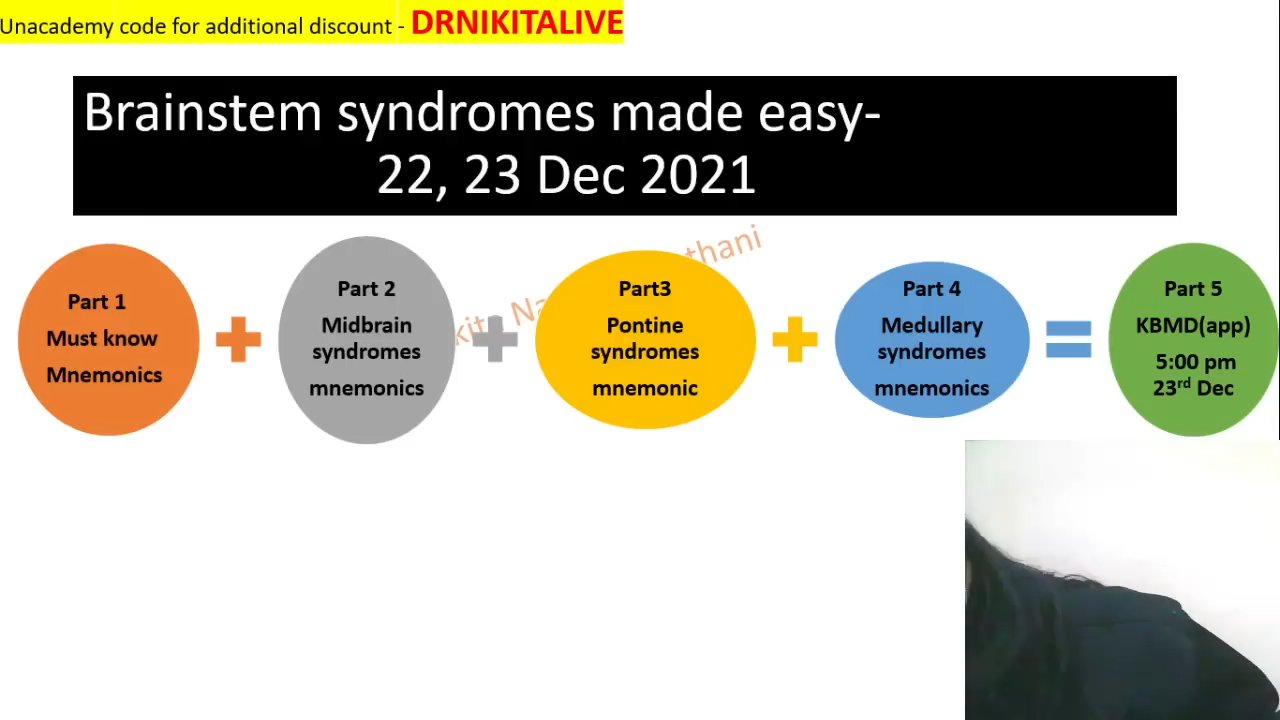 Unacademy code for additional discount - DRNIKITALIVE
Brainstem syndromes made easy-
22, 23 Dec 2021
Part 1
Must know
Mnemonics
Part 2
Midbrain
syndromes
mnemonics
Part3
Pontine
syndromes
mnemonic
Part 4
Medullary
syndromes
mnemonics
Part 5
KBMD(app)
5:00 pm
23rd Dec